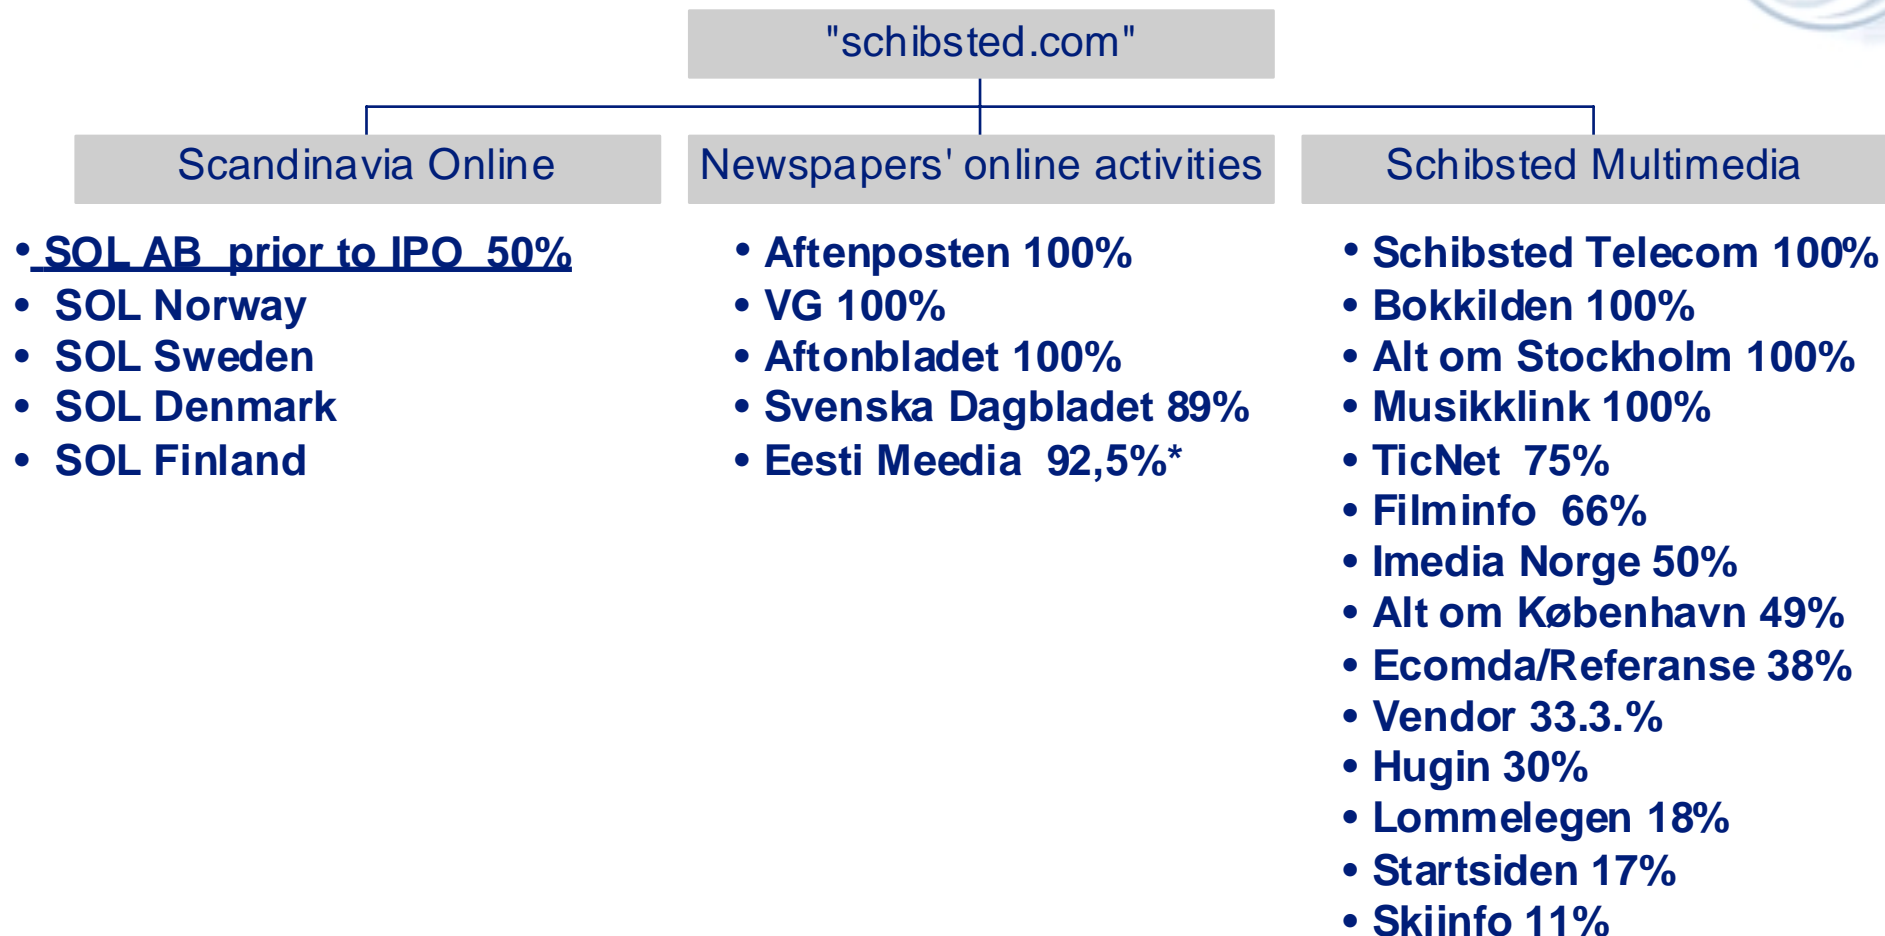 "schibsted.com"
Scandinavia Online
• SOL AB prior to IPO 50%
• SOL Norway
• SOL Sweden
• SOL Denmark
• SOL Finland
Newspapers' online activities
• Aftenposten 100%
• VG 100%
• Aftonbladet 100%
• Svenska Dagbladet 89%
• Eesti Meedia 92,5%*
Schibsted Multimedia
• Schibsted Telecom 100%
• Bokkilden 100%
• Alt om Stockholm 100%
• Musikklink 100%
• TicNet 75%
• Filminfo 66%
• Imedia Norge 50%
• Alt om København 49%
• Ecomda/Referanse 38%
• Vendor 33.3.%
• Hugin 30%
• Lommelegen 18%
• Startsiden 17%
• Skiinfo 11%